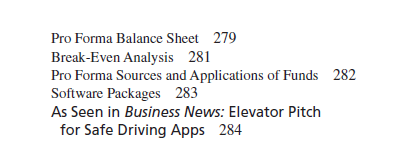 Pro Forma Balance Sheet 279
Break-Even Analysis 281
Pro Forma Sources and Applications of Funds 282
Software Packages 283
As Seen in Business News: Elevator Pitch
for Safe Driving Apps 284